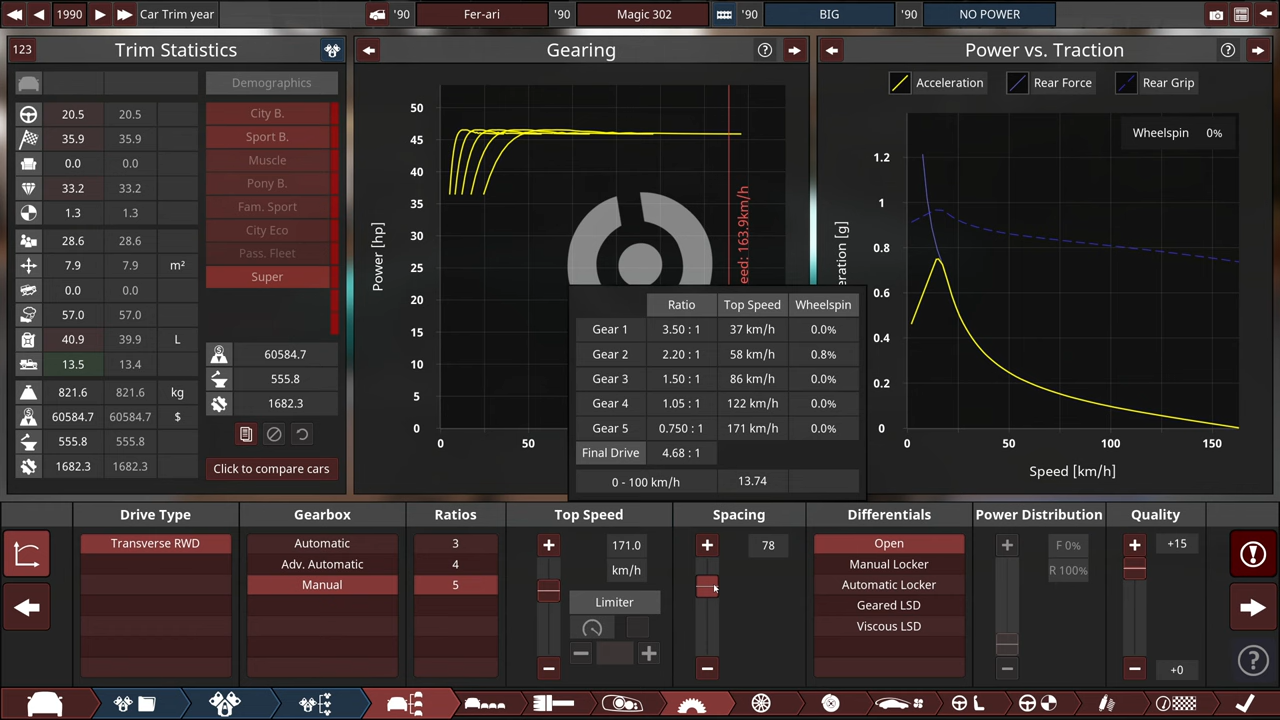 1990 Car Trim year '90 Fer-ari '90 Magic 302 '90 BIG '90 NO POWER
123 Trim Statistics
Demographics
20.5 20.5 City B.
35.9 35.9 Sport B.
0.0 0.0 Muscle
33.2 33.2 Pony B.
1.3 1.3 Fam. Sport
28.6 28.6 City Eco
7.9 7.9 m² Pass. Fleet
0.0 0.0 Super
57.0 57.0
40.9 39.9 L
13.5 13.4
821.6 821.6 kg
60584.7 60584.7 $
555.8 555.8
1682.3 1682.3
60584.7
555.8
1682.3
Click to compare cars
Gearing ?
Power [hp]
50
45
40
35
30
25
20
15
10
5
0
0 50
eed: 163.9km/h
Ratio Top Speed Wheelspin
Gear 1 3.50 : 1 37 km/h 0.0%
Gear 2 2.20 : 1 58 km/h 0.8%
Gear 3 1.50 : 1 86 km/h 0.0%
Gear 4 1.05 : 1 122 km/h 0.0%
Gear 5 0.750 : 1 171 km/h 0.0%
Final Drive 4.68 : 1
0 - 100 km/h 13.74
Power vs. Traction ?
Acceleration Rear Force Rear Grip
Wheelspin 0%
eration [g]
1.2
1
0.8
0.6
0.4
0.2
0
0 50 100 150
Speed [km/h]
Drive Type
Transverse RWD
Gearbox
Automatic
Adv. Automatic
Manual
Ratios
3
4
5
Top Speed
+ 171.0
km/h
Limiter
Spacing
+ 78
Differentials
Open
Manual Locker
Automatic Locker
Geared LSD
Viscous LSD
Power Distribution
+ F 0%
R 100%
Quality
+ +15
+0
?